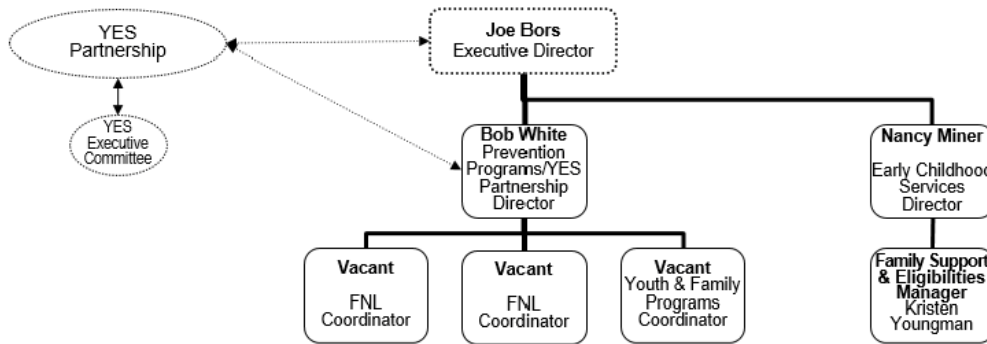 YES
Partnership
Joe Bors
Executive Director
YES
Executive
Committee
Bob White
Prevention
Programs/YES
Partnership
Director
Nancy Miner
Early Childhood
Services
Director
Vacant
FNL
Coordinator
Vacant
FNL
Coordinator
Vacant
Youth & Family
Programs
Coordinator
Family Support
& Eligibilities
Manager
Kristen
Youngman